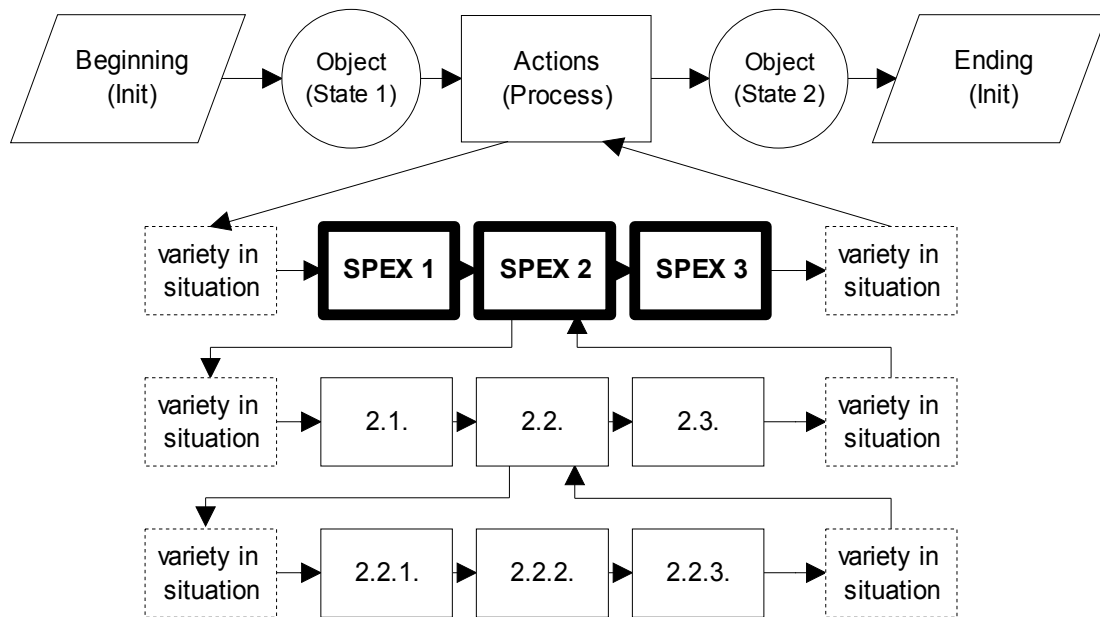 Beginning
(Init)
Object
(State 1)
Actions
(Process)
Object
(State 2)
Ending
(Init)
variety in
situation
SPEX 1
SPEX 2
SPEX 3
variety in
situation
variety in
situation
2.1.
2.2.
2.3.
variety in
situation
variety in
situation
2.2.1.
2.2.2.
2.2.3.
variety in
situation